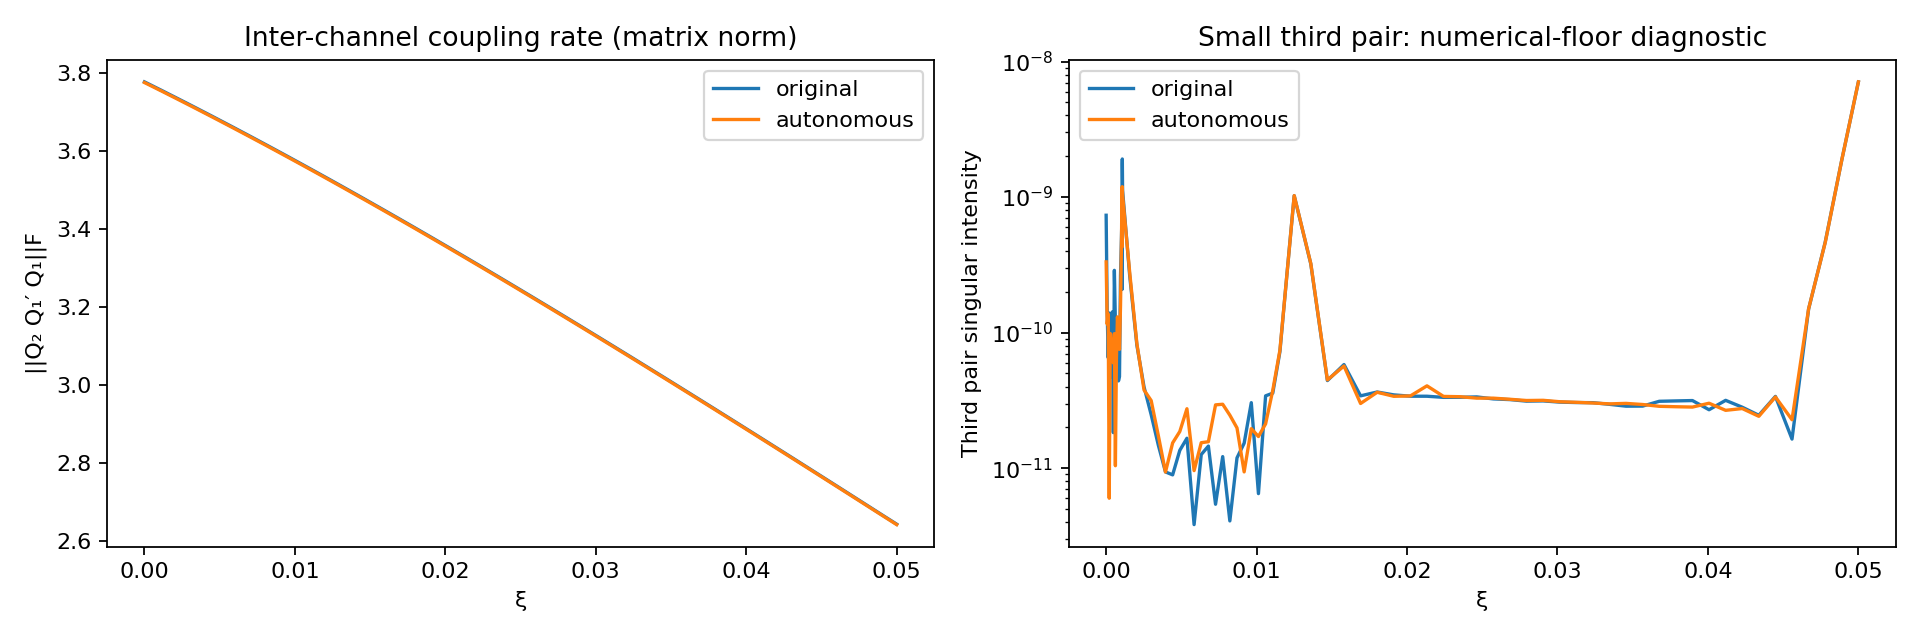 Inter-channel coupling rate (matrix norm)
||Q₂ Q₁′ Q₁||F
3.8
3.6
3.4
3.2
3.0
2.8
2.6
original
autonomous
0.00
0.01
0.02
0.03
0.04
0.05
ξ
Small third pair: numerical-floor diagnostic
Third pair singular intensity
10⁻⁸
10⁻⁹
10⁻¹⁰
10⁻¹¹
original
autonomous
0.00
0.01
0.02
0.03
0.04
0.05
ξ